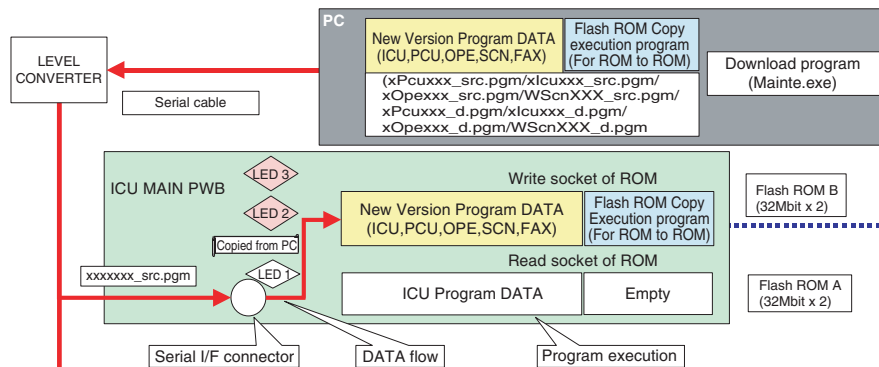 PC
New Version Program DATA
(ICU,PCU,OPE,SCN,FAX)
Flash ROM Copy
execution program
(For ROM to ROM)
(xPcuxxx_src.pgm/xIcuxxx_src.pgm/
xOpexxx_src.pgm/WScnXXX_src.pgm/
xPcuxxx_d.pgm/xIcuxxx_d.pgm/
xOpexxx_d.pgm/WScnXXX_d.pgm
Download program
(Mainte.exe)
LEVEL
CONVERTER
Serial cable
ICU MAIN PWB
LED 3
LED 2
Copied from PC
LED 1
xxxxxxx_src.pgm
Write socket of ROM
New Version Program DATA
(ICU,PCU,OPE,SCN,FAX)
Flash ROM Copy
Execution program
(For ROM to ROM)
Read socket of ROM
ICU Program DATA
Empty
Flash ROM B
(32Mbit x 2)
Flash ROM A
(32Mbit x 2)
Serial I/F connector
DATA flow
Program execution